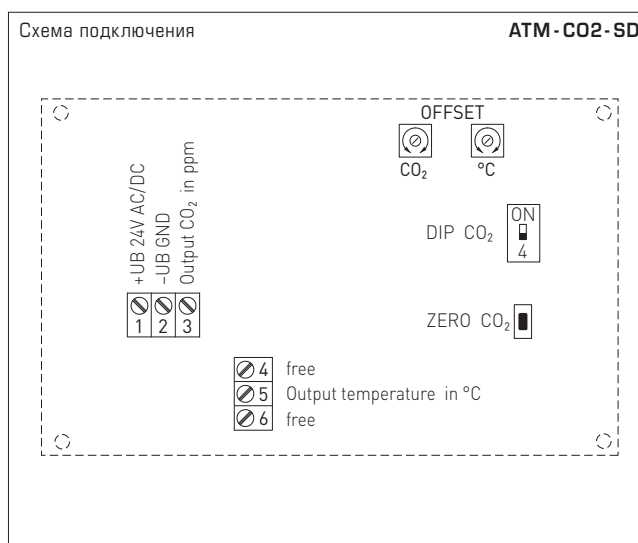 Схема подключения
ATM-CO2-SD
OFFSET
CO₂
°C
+UB 24V AC/DC
–UB GND
Output CO₂ in ppm
DIP CO₂
ON
4
1
2
3
ZERO CO₂
4 free
5 Output temperature in °C
6 free